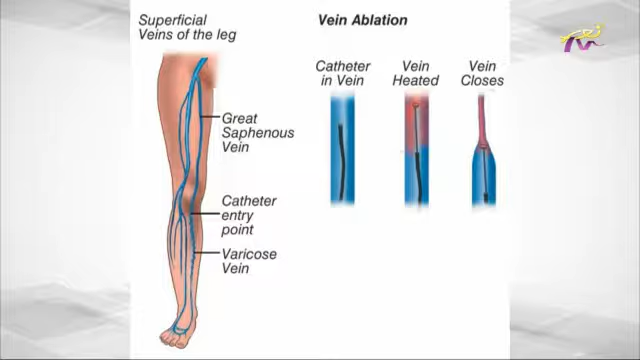 Superficial
Veins of the leg
Great
Saphenous
Vein
Catheter
entry
point
Varicose
Vein
Vein Ablation
Catheter
in Vein
Vein
Heated
Vein
Closes